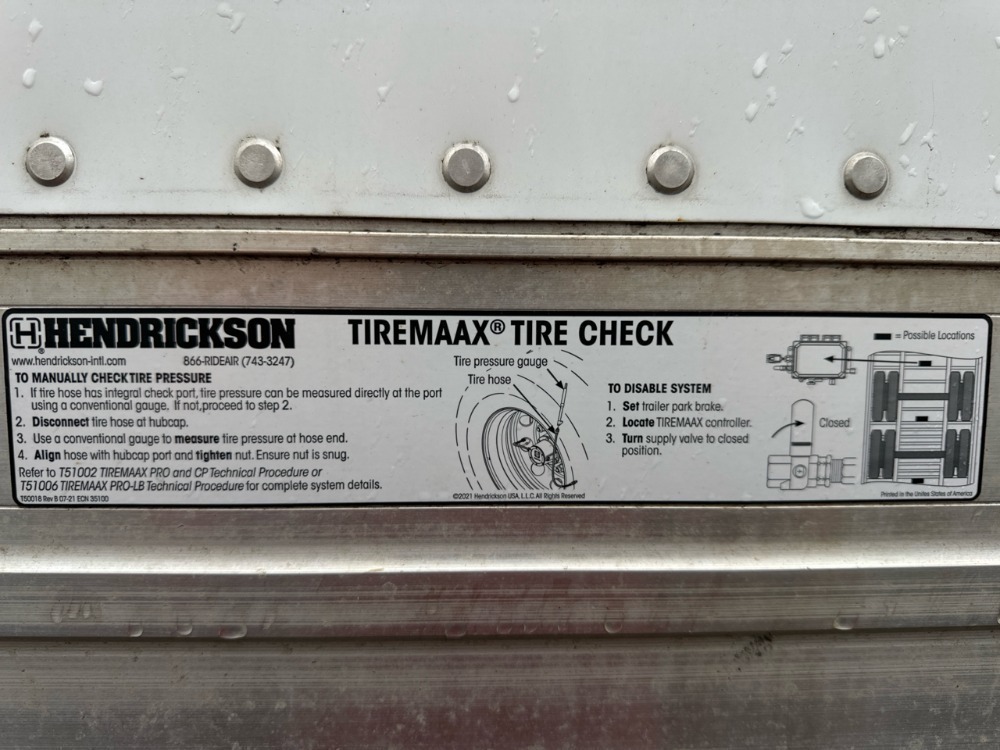 H HENDRICKSON
®
www.hendrickson-intl.com 866-RIDEAIR (743-3247)
TIREMAAX® TIRE CHECK
TO MANUALLY CHECK TIRE PRESSURE
1. If tire hose has integral check port, tire pressure can be measured directly at the port
using a conventional gauge. If not, proceed to step 2.
2. Disconnect tire hose at hubcap.
3. Use a conventional gauge to measure tire pressure at hose end.
4. Align hose with hubcap port and tighten nut. Ensure nut is snug.
Refer to T51002 TIREMAAX PRO and CP Technical Procedure or
T51006 TIREMAAX PRO-LB Technical Procedure for complete system details.
T50018 Rev B 07-21 ECN 35100
Tire pressure gauge
Tire hose
©2021 Hendrickson USA, L.L.C. All Rights Reserved
TO DISABLE SYSTEM
1. Set trailer park brake.
2. Locate TIREMAAX controller.
3. Turn supply valve to closed
position.
Closed
= Possible Locations
Printed in the United States of America